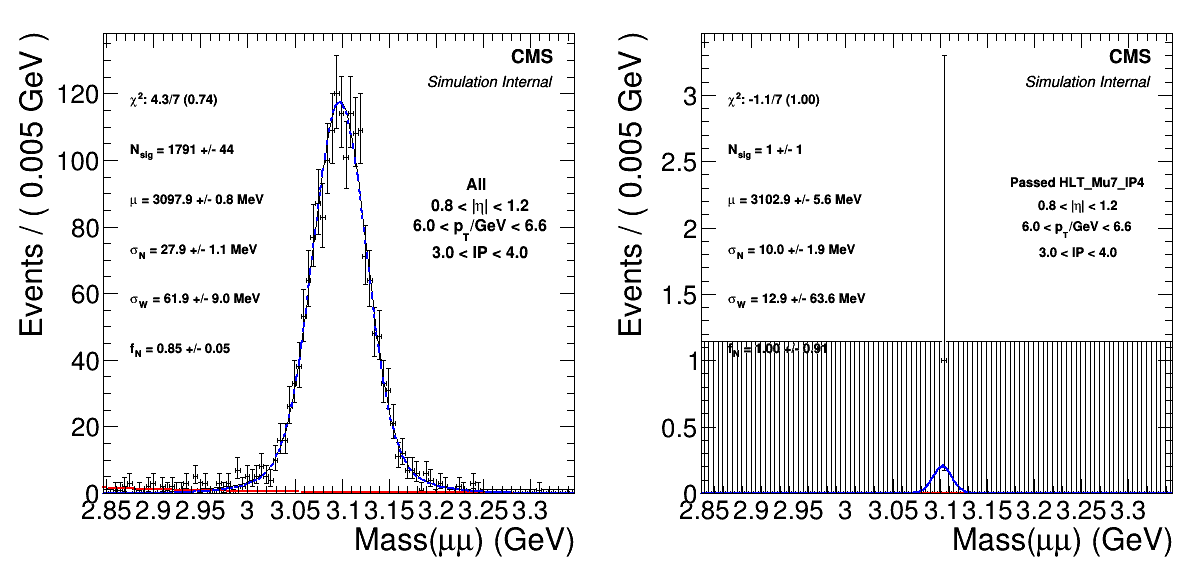 CMS
Simulation Internal
χ²: 4.3/7 (0.74)
N_sig = 1791 +/- 44
μ = 3097.9 +/- 0.8 MeV
σ_N = 27.9 +/- 1.1 MeV
σ_W = 61.9 +/- 9.0 MeV
f_N = 0.85 +/- 0.05
All
0.8 < |η| < 1.2
6.0 < p_T/GeV < 6.6
3.0 < IP < 4.0
Events / ( 0.005 GeV )
120
100
80
60
40
20
0
2.85 2.9 2.95 3 3.05 3.1 3.15 3.2 3.25 3.3
Mass(μμ) (GeV)
CMS
Simulation Internal
χ²: -1.1/7 (1.00)
N_sig = 1 +/- 1
μ = 3102.9 +/- 5.6 MeV
σ_N = 10.0 +/- 1.9 MeV
σ_W = 12.9 +/- 63.6 MeV
f_N = 1.00 +/- 0.91
Passed HLT_Mu7_IP4
0.8 < |η| < 1.2
6.0 < p_T/GeV < 6.6
3.0 < IP < 4.0
Events / ( 0.005 GeV )
3
2.5
2
1.5
1
0.5
0
2.85 2.9 2.95 3 3.05 3.1 3.15 3.2 3.25 3.3
Mass(μμ) (GeV)